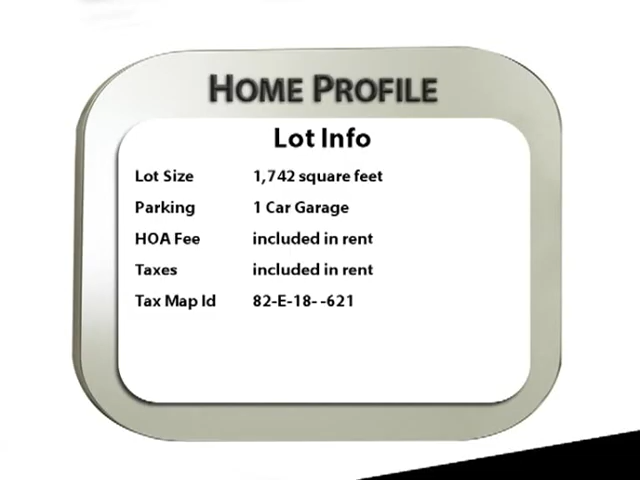 HOME PROFILE
Lot Info
Lot Size 1,742 square feet
Parking 1 Car Garage
HOA Fee included in rent
Taxes included in rent
Tax Map Id 82-E-18- -621